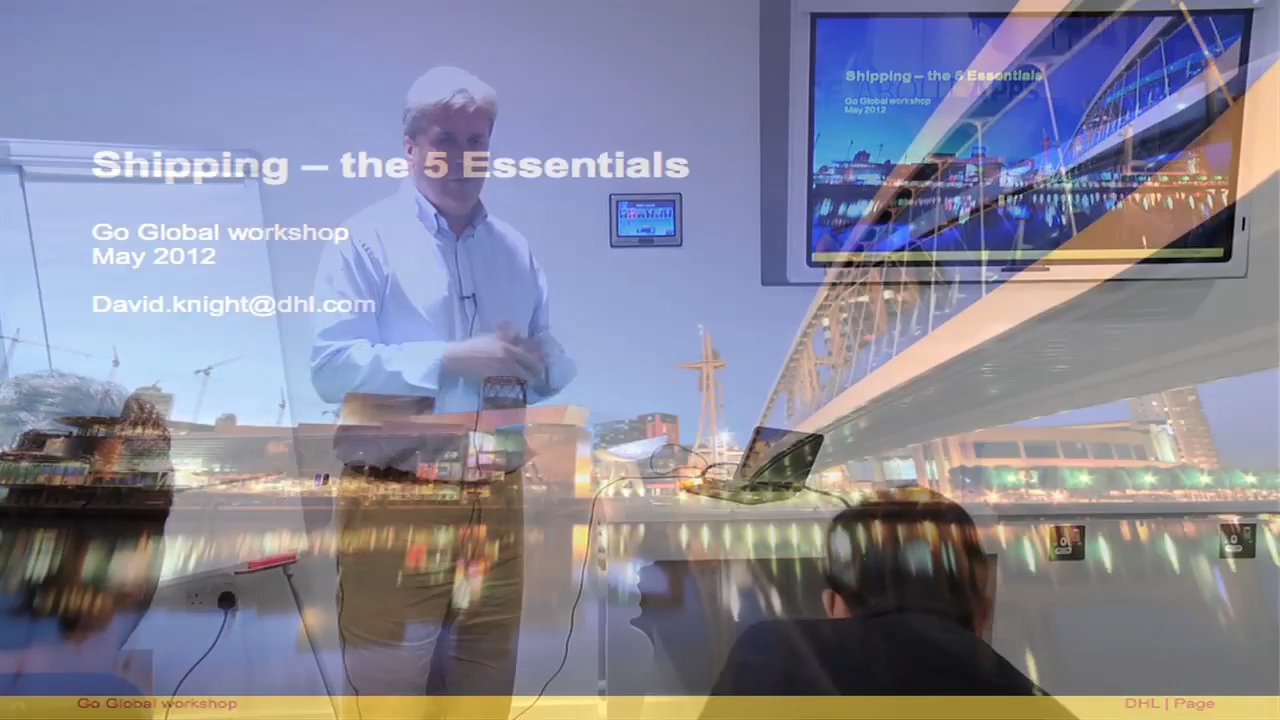 Shipping – the 5 Essentials
Go Global workshop
May 2012
David.knight@dhl.com
Shipping – the 5 Essentials
Go Global workshop
May 2012
Go Global workshop
DHL | Page